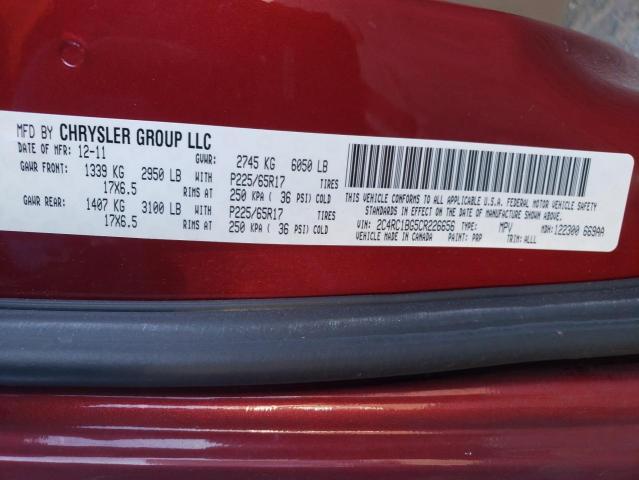 MFD BY CHRYSLER GROUP LLC
DATE OF MFR: 12-11 GVWR: 2745 KG 6050 LB
GAWR FRONT: 1339 KG 2950 LB WITH P225/65R17 TIRES
17X6.5 RIMS AT 250 KPA ( 36 PSI) COLD
GAWR REAR: 1407 KG 3100 LB WITH P225/65R17 TIRES
17X6.5 RIMS AT 250 KPA ( 36 PSI) COLD
THIS VEHICLE CONFORMS TO ALL APPLICABLE U.S.A. FEDERAL MOTOR VEHICLE SAFETY
STANDARDS IN EFFECT ON THE DATE OF MANUFACTURE SHOWN ABOVE.
VIN: 2C4RC1BG5CR226656 TYPE: MPV MDH: 122300 669AA
VEHICLE MADE IN CANADA PAINT: PRP TRIM: ALLL